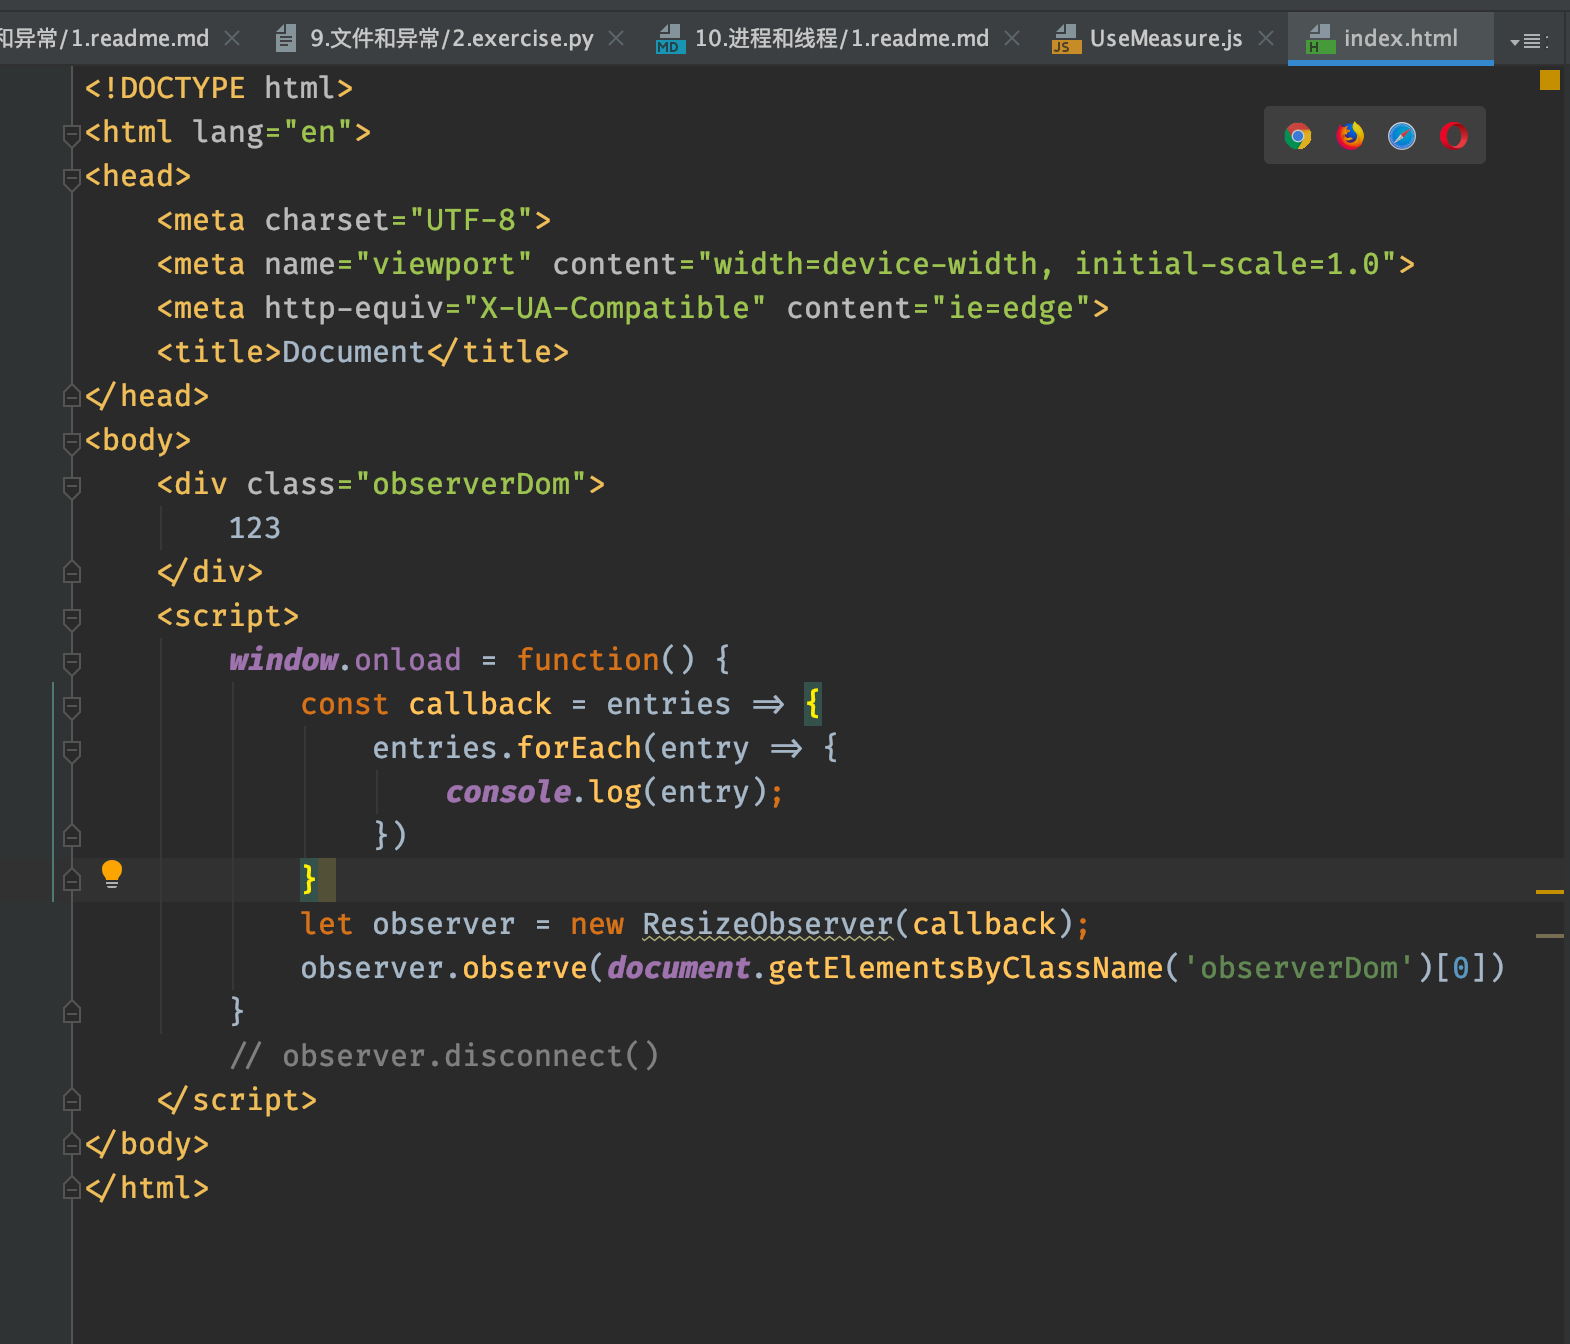 和异常/1.readme.md
9.文件和异常/2.exercise.py
MD 10.进程和线程/1.readme.md
JS UseMeasure.js
H index.html
<!DOCTYPE html>
<html lang="en">
<head>
    <meta charset="UTF-8">
    <meta name="viewport" content="width=device-width, initial-scale=1.0">
    <meta http-equiv="X-UA-Compatible" content="ie=edge">
    <title>Document</title>
</head>
<body>
    <div class="observerDom">
        123
    </div>
    <script>
        window.onload = function() {
            const callback = entries => {
                entries.forEach(entry => {
                    console.log(entry);
                })
            }
            let observer = new ResizeObserver(callback);
            observer.observe(document.getElementsByClassName('observerDom')[0])
        }
        // observer.disconnect()
    </script>
</body>
</html>